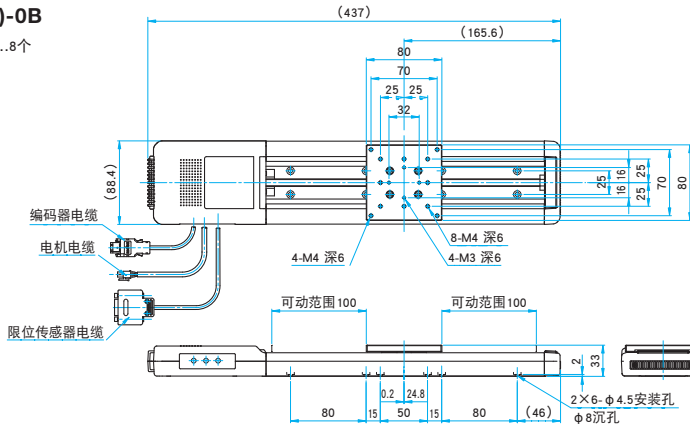 )-0B
..8个
(437)
(165.6)
80
70
25
25
32
(88.4)
16
25
16
25
25
70
80
编码器电缆
电机电缆
限位传感器电缆
4-M4 深6
8-M4 深6
4-M3 深6
可动范围100
可动范围100
2
33
0.2
24.8
80
15
50
15
80
(46)
2×6-φ4.5安装孔
φ8沉孔